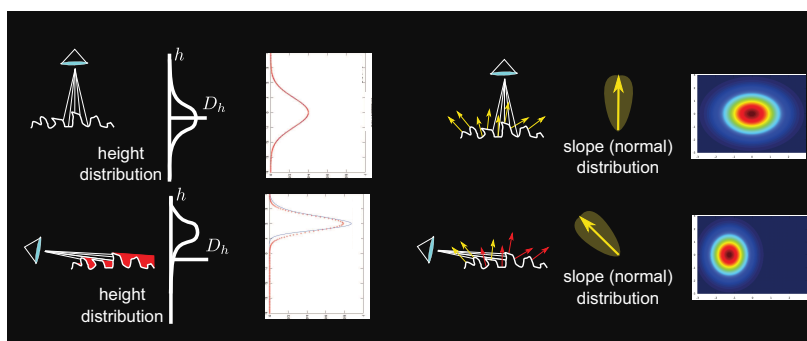 h
D_h
height
distribution
slope (normal)
distribution
h
D_h
height
distribution
slope (normal)
distribution